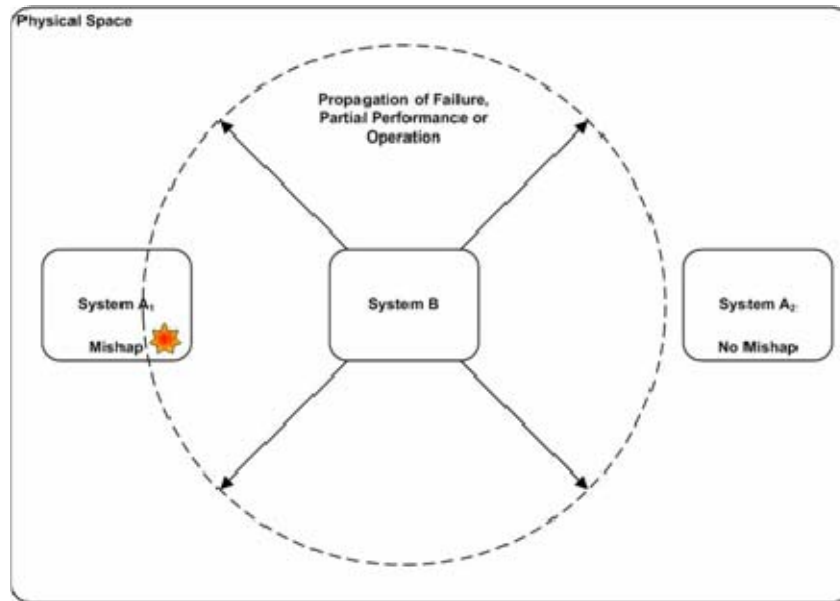 Physical Space
Propagation of Failure,
Partial Performance or
Operation
System A₁
Mishap
System B
System A₂
No Mishap